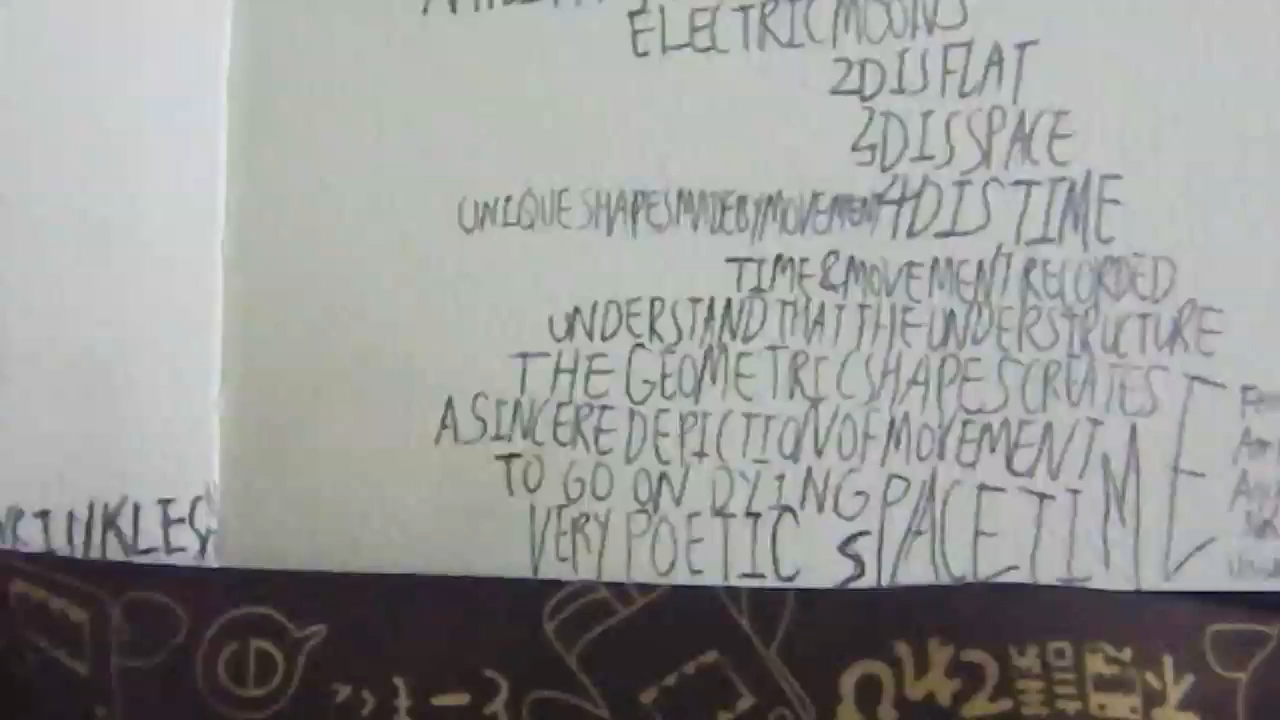 ELECTRIC MOONS
2D IS FLAT
3D IS SPACE
UNIQUE SHAPES MADE BY MOVEMENT 4D IS TIME
TIME & MOVEMENT RECORDED
UNDERSTAND THAT THE UNDERSTRUCTURE
THE GEOMETRIC SHAPES CREATES
A SINCERE DEPICTION OF MOVEMENT
TO GO ON DYING
VERY POETIC SPACETIME
WRINKLES